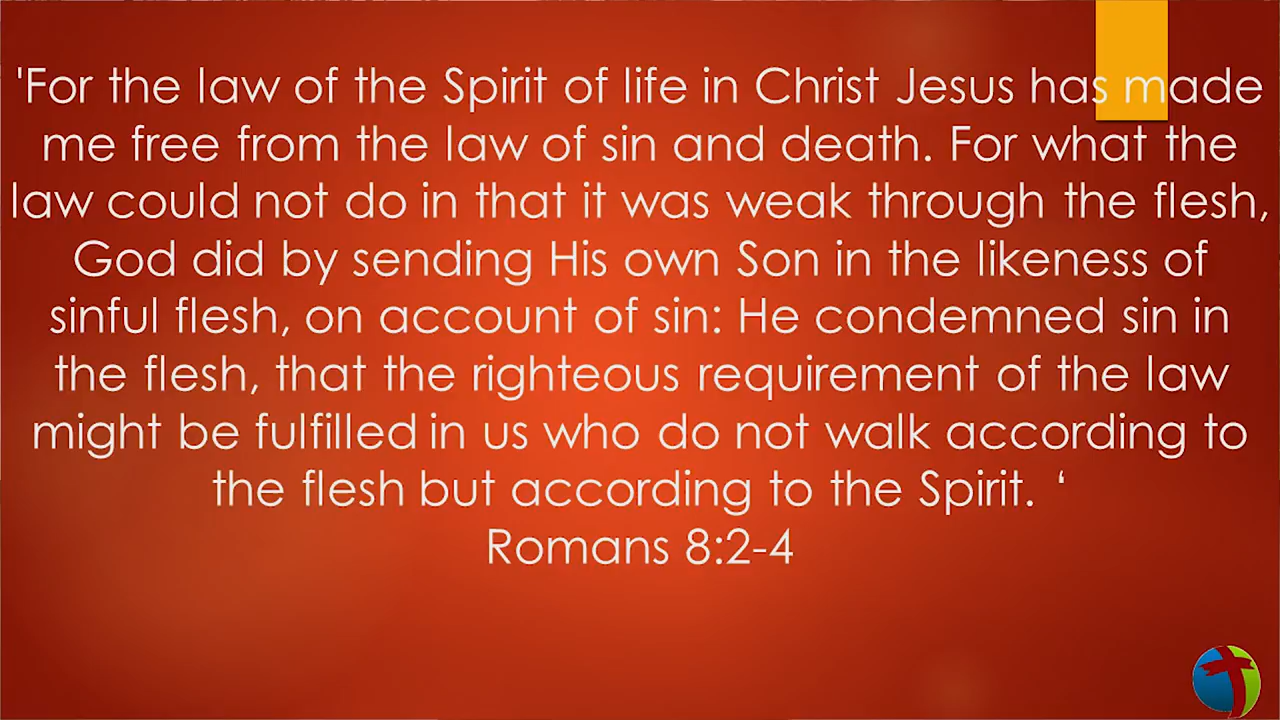 'For the law of the Spirit of life in Christ Jesus has made
me free from the law of sin and death. For what the
law could not do in that it was weak through the flesh,
God did by sending His own Son in the likeness of
sinful flesh, on account of sin: He condemned sin in
the flesh, that the righteous requirement of the law
might be fulfilled in us who do not walk according to
the flesh but according to the Spirit. ‘
Romans 8:2-4